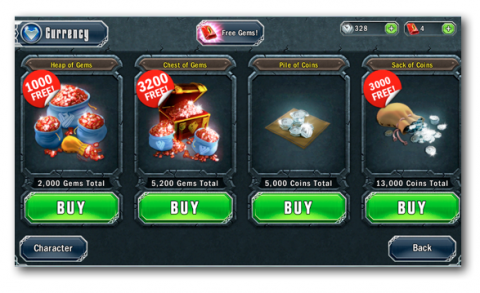 Currency
Free Gems!
328
4
Heap of Gems
Chest of Gems
Pile of Coins
Sack of Coins
1000
FREE!
3200
FREE!
3000
FREE!
2,000 Gems Total
5,200 Gems Total
5,000 Coins Total
13,000 Coins Total
BUY
BUY
BUY
BUY
Character
Back